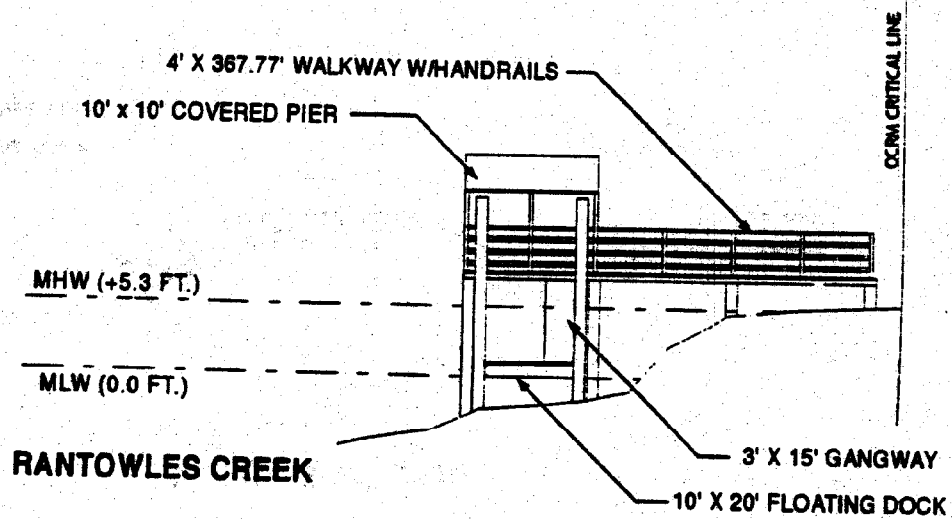 4' X 367.77' WALKWAY W/HANDRAILS
10' x 10' COVERED PIER
OCRM CRITICAL LINE
MHW (+5.3 FT.)
MLW (0.0 FT.)
RANTOWLES CREEK
3' X 15' GANGWAY
10' X 20' FLOATING DOCK